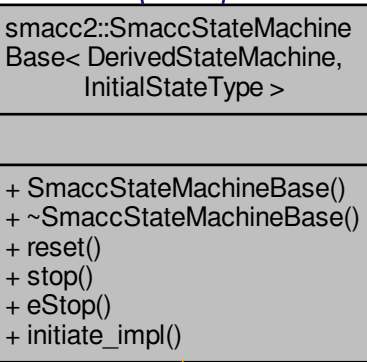 smacc2::SmaccStateMachine
Base< DerivedStateMachine,
InitialStateType >
+ SmaccStateMachineBase()
+ ~SmaccStateMachineBase()
+ reset()
+ stop()
+ eStop()
+ initiate_impl()